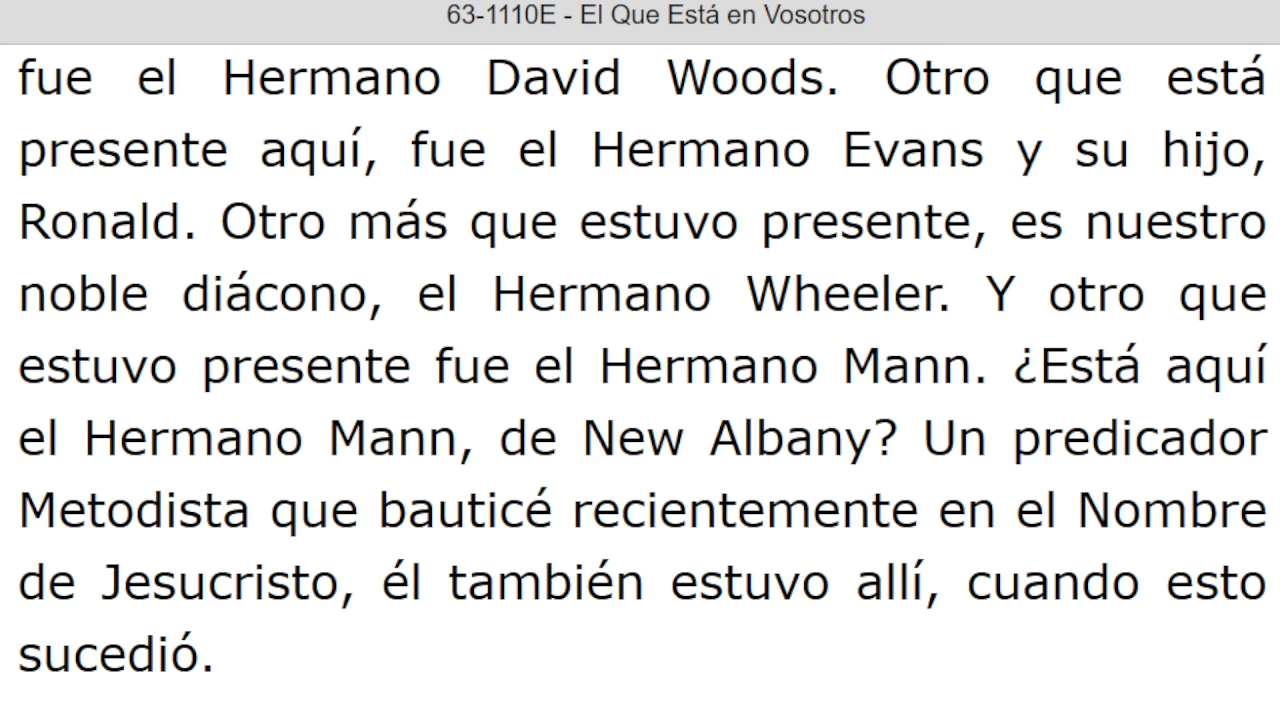 63-1110E - El Que Está en Vosotros
fue el Hermano David Woods. Otro que está
presente aquí, fue el Hermano Evans y su hijo,
Ronald. Otro más que estuvo presente, es nuestro
noble diácono, el Hermano Wheeler. Y otro que
estuvo presente fue el Hermano Mann. ¿Está aquí
el Hermano Mann, de New Albany? Un predicador
Metodista que bauticé recientemente en el Nombre
de Jesucristo, él también estuvo allí, cuando esto
sucedió.